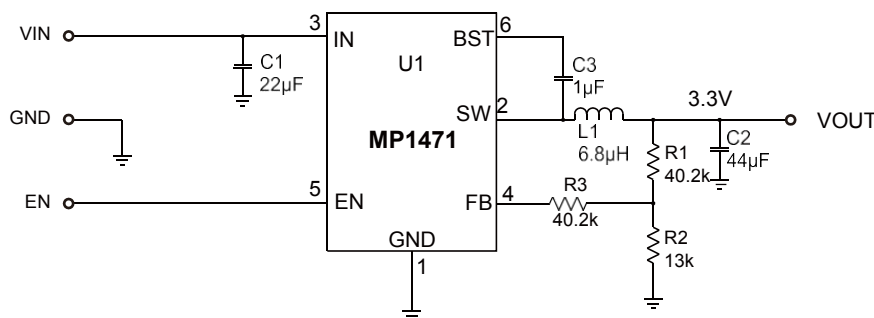 VIN
3
IN
C1
22µF
GND
EN
5
EN
U1
MP1471
GND
1
BST
6
SW
2
FB
4
C3
1µF
L1
6.8µH
3.3V
VOUT
C2
44µF
R1
40.2k
R3
40.2k
R2
13k